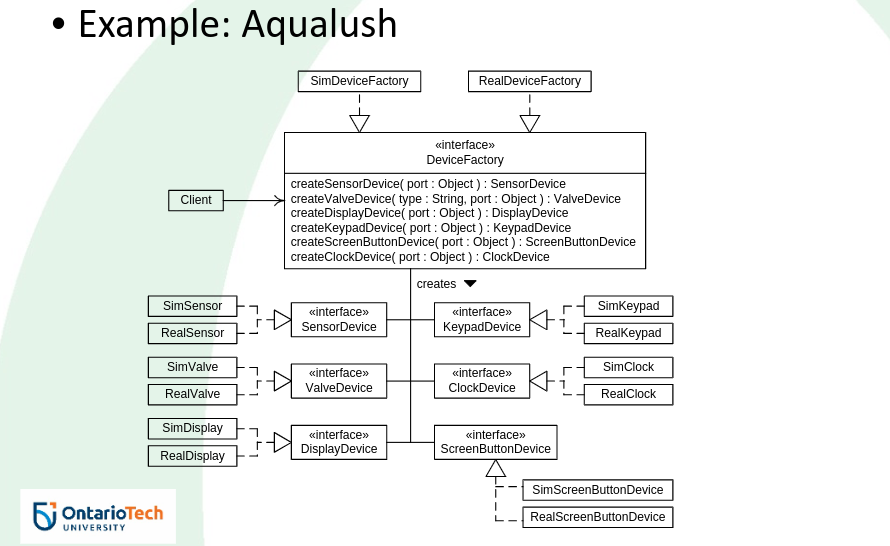 • Example: Aqualush
SimDeviceFactory
RealDeviceFactory
«interface»
DeviceFactory
createSensorDevice( port : Object ) : SensorDevice
createValveDevice( type : String, port : Object ) : ValveDevice
createDisplayDevice( port : Object ) : DisplayDevice
createKeypadDevice( port : Object ) : KeypadDevice
createScreenButtonDevice( port : Object ) : ScreenButtonDevice
createClockDevice( port : Object ) : ClockDevice
Client
creates
SimSensor
RealSensor
«interface»
SensorDevice
«interface»
KeypadDevice
SimKeypad
RealKeypad
SimValve
RealValve
«interface»
ValveDevice
«interface»
ClockDevice
SimClock
RealClock
SimDisplay
RealDisplay
«interface»
DisplayDevice
«interface»
ScreenButtonDevice
SimScreenButtonDevice
RealScreenButtonDevice
OntarioTech
UNIVERSITY